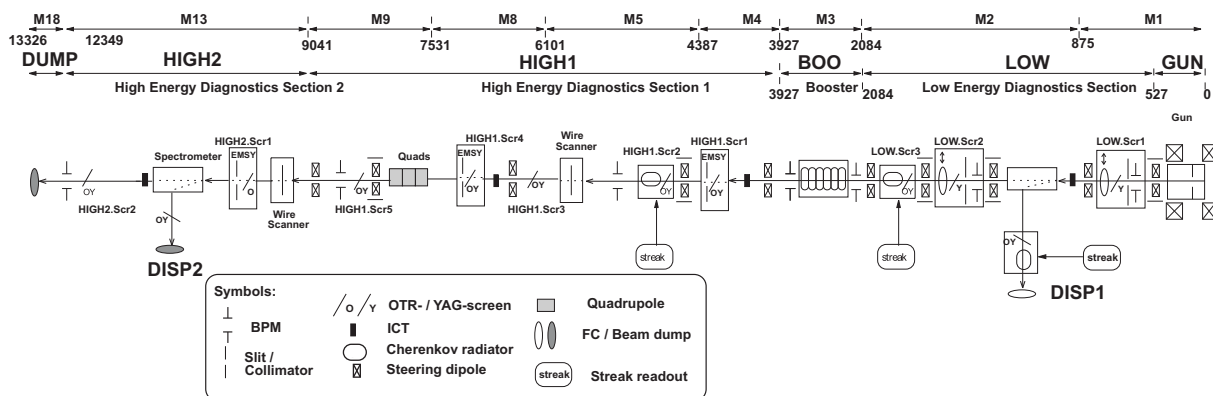 M18 M13 M9 M8 M5 M4 M3 M2 M1
13326 12349 9041 7531 6101 4387 3927 2084 875
DUMP HIGH2 HIGH1 BOO LOW GUN
High Energy Diagnostics Section 2 High Energy Diagnostics Section 1 3927 Booster 2084 Low Energy Diagnostics Section 527 0
Gun
HIGH2.Scr1 HIGH1.Scr4 Wire Scanner HIGH1.Scr2 HIGH1.Scr1 LOW.Scr3 LOW.Scr2 LOW.Scr1
Spectrometer EMSY Quads EMSY EMSY
OY OY O OY OY OY OY OY OY Y Y
HIGH2.Scr2 Wire Scanner HIGH1.Scr5 HIGH1.Scr3
OY OY
streak streak streak
DISP2 DISP1
Symbols:
BPM
Slit / Collimator
O Y OTR- / YAG-screen
ICT
Cherenkov radiator
Steering dipole
Quadrupole
FC / Beam dump
streak Streak readout